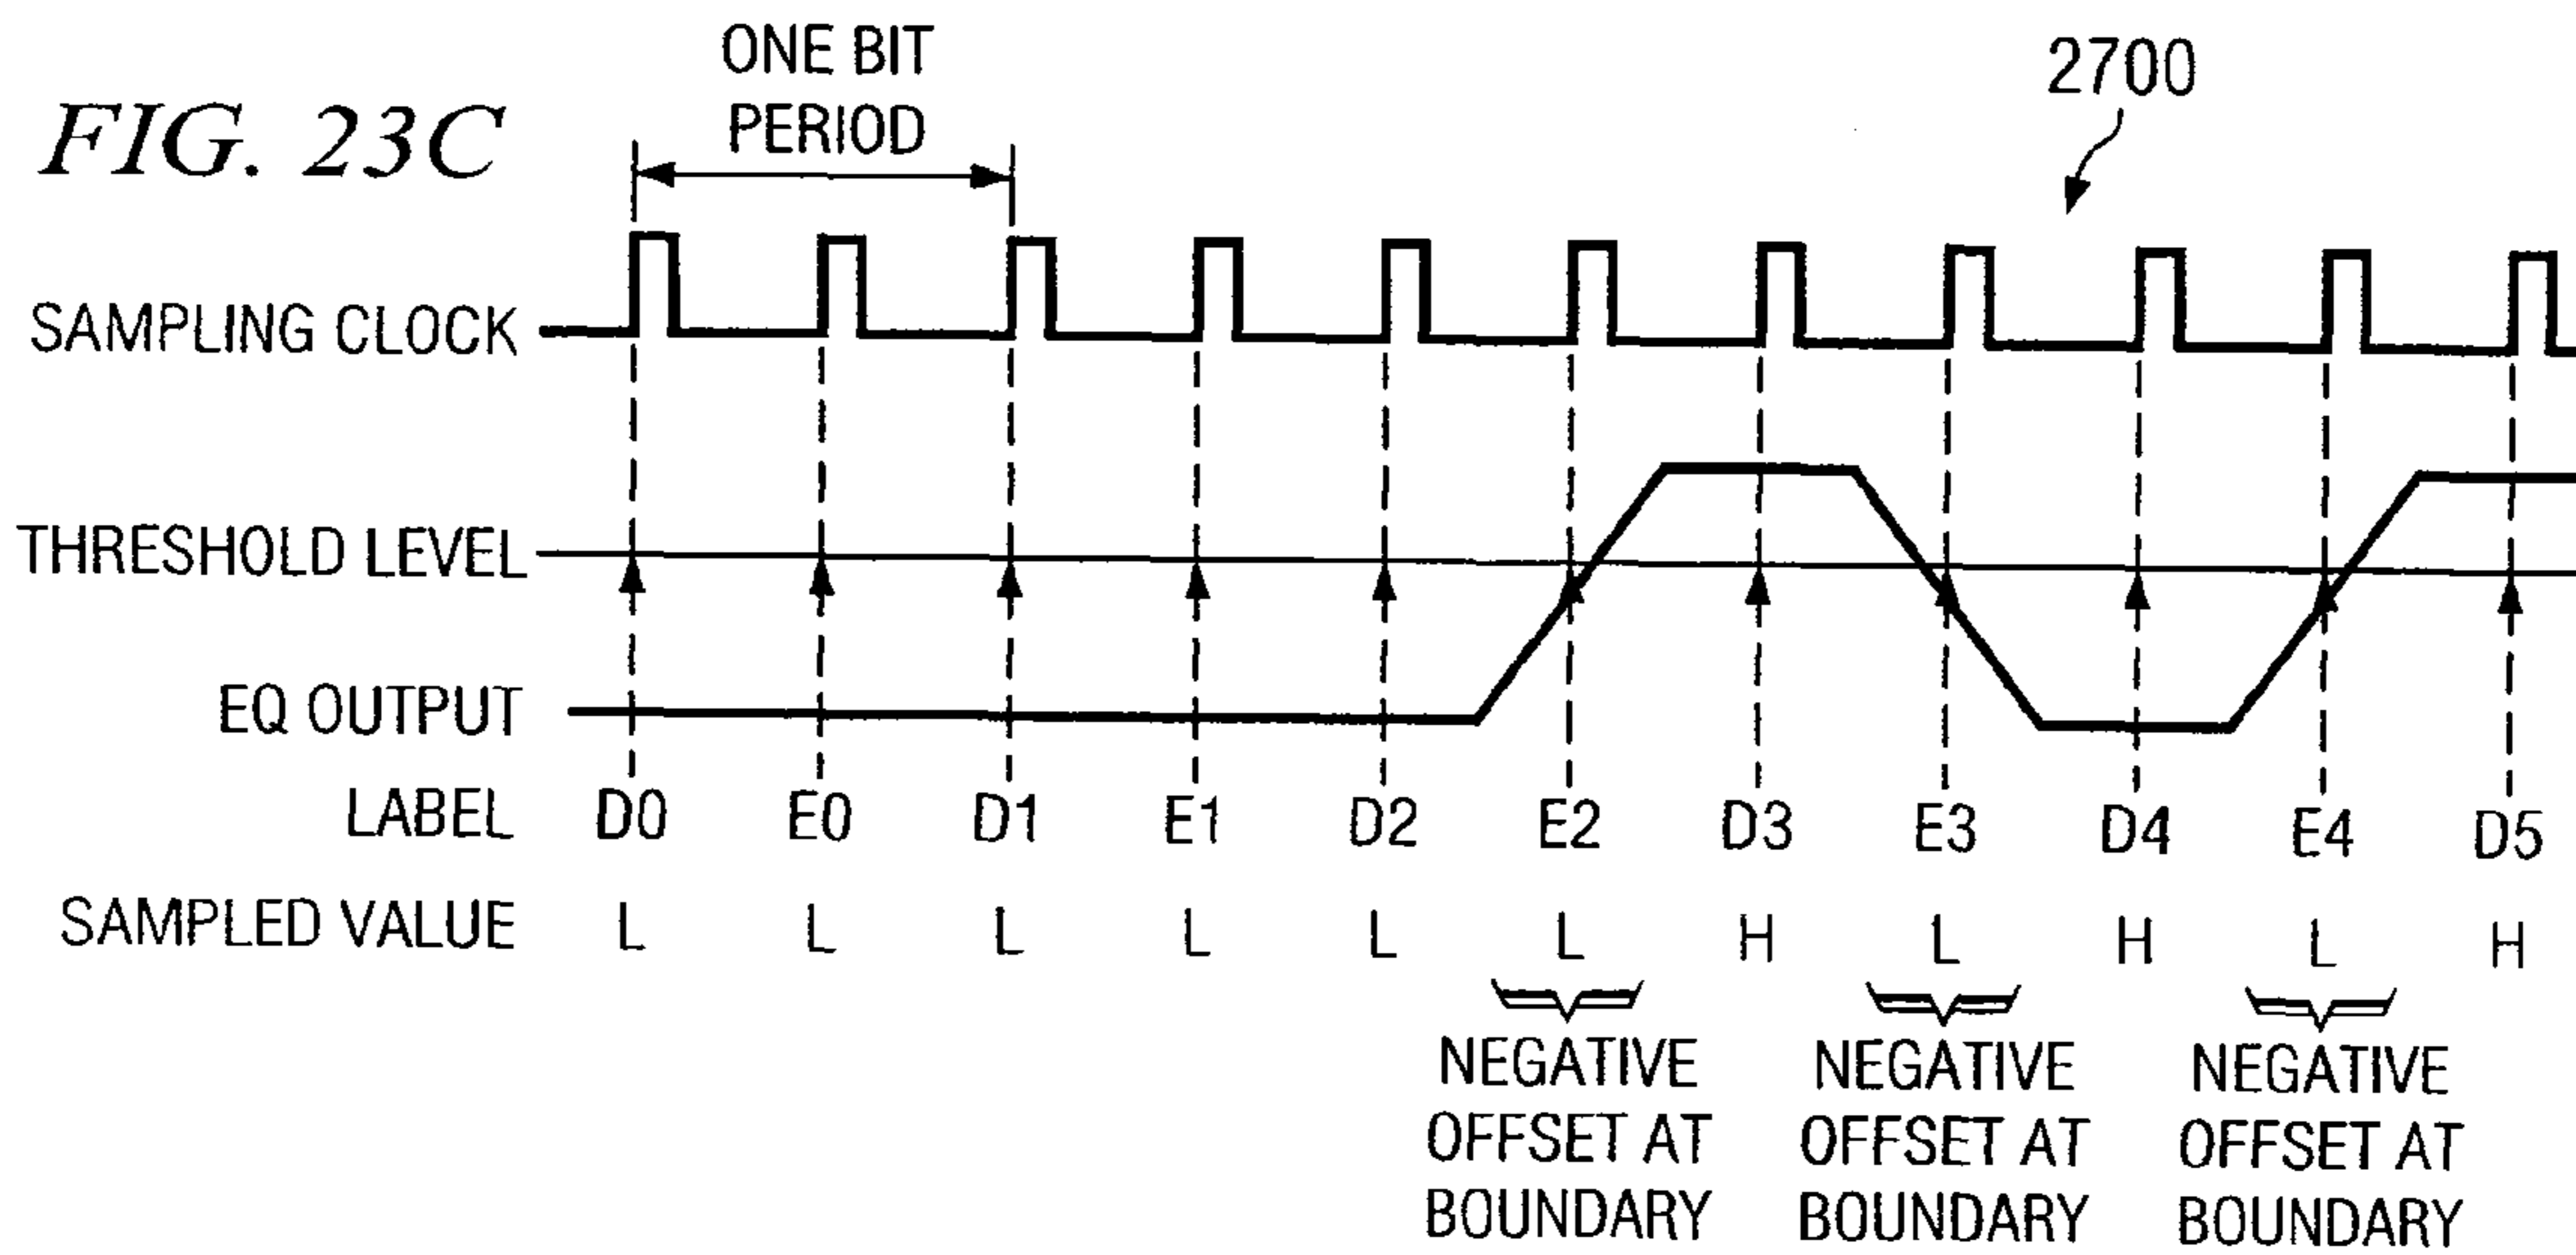 ONE BIT
PERIOD
2700
FIG. 23C
SAMPLING CLOCK
THRESHOLD LEVEL
EQ OUTPUT
LABEL D0 E0 D1 E1 D2 E2 D3 E3 D4 E4 D5
SAMPLED VALUE L L L L L L H L H L H
NEGATIVE OFFSET AT BOUNDARY
NEGATIVE OFFSET AT BOUNDARY
NEGATIVE OFFSET AT BOUNDARY